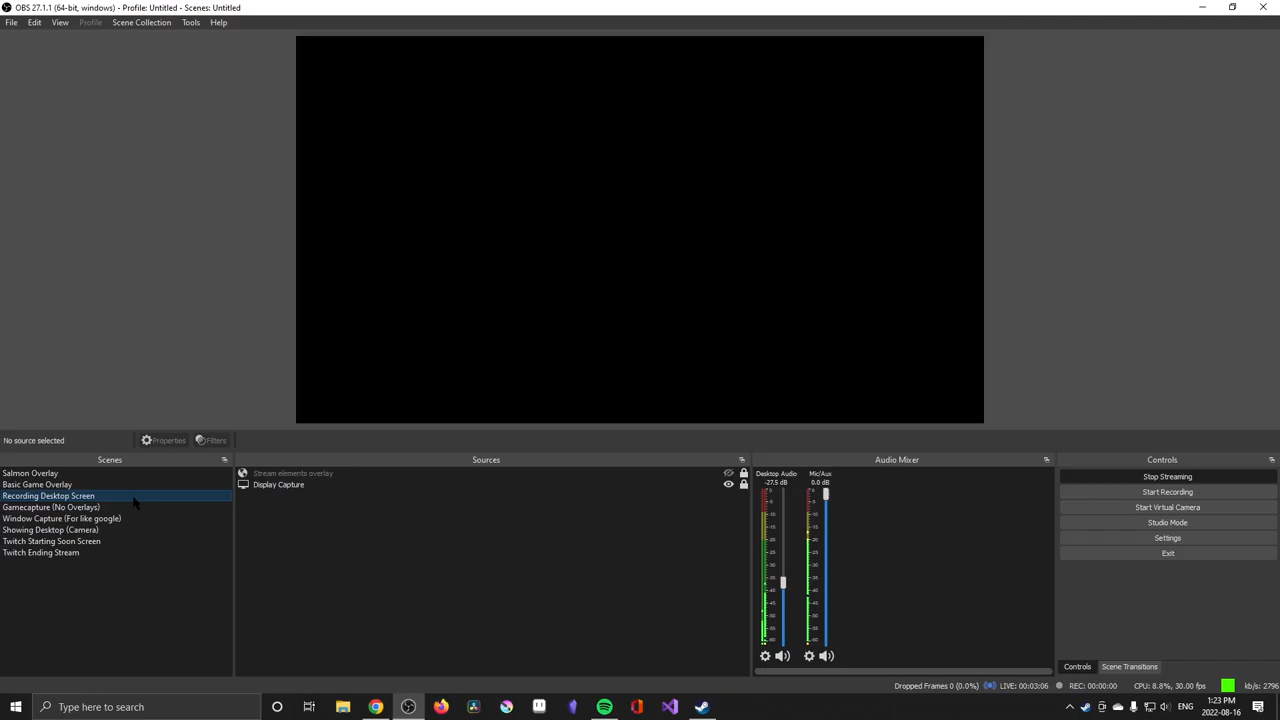 OBS 27.1.1 (64-bit, windows) - Profile: Untitled - Scenes: Untitled
File Edit View Profile Scene Collection Tools Help
No source selected Properties Filters
Scenes
Salmon Overlay
Basic Game Overlay
Recording Desktop Screen
Gamecapture (No Overlays)
Window Capture (For like google)
Showing Desktop (Camera)
Twitch Starting Soon Screen
Twitch Ending Stream
Sources
Stream elements overlay
Display Capture
Audio Mixer
Desktop Audio Mic/Aux
-27.5 dB 0.0 dB
Controls
Stop Streaming
Start Recording
Start Virtual Camera
Studio Mode
Settings
Exit
Controls Scene Transitions
Dropped Frames 0 (0.0%) LIVE: 00:03:06 REC: 00:00:00 CPU: 8.8%, 30.00 fps kb/s: 2796
Type here to search
ENG 1:23 PM
2022-08-16